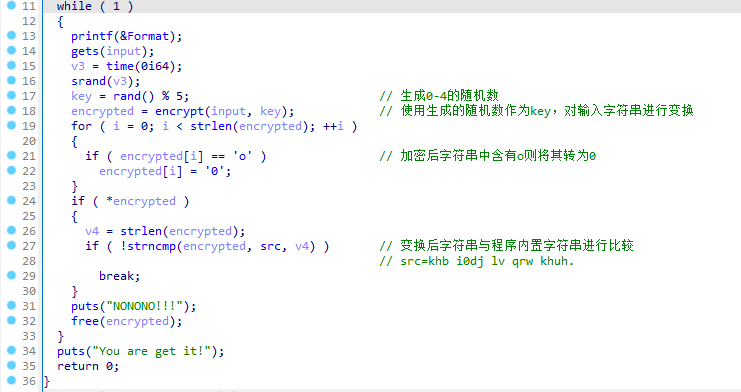 11 while ( 1 )
12 {
13 printf(&Format);
14 gets(input);
15 v3 = time(0i64);
16 srand(v3);
17 key = rand() % 5; // 生成0-4的随机数
18 encrypted = encrypt(input, key); // 使用生成的随机数作为key，对输入字符串进行变换
19 for ( i = 0; i < strlen(encrypted); ++i )
20 {
21 if ( encrypted[i] == 'o' ) // 加密后字符串中含有o则将其转为0
22 encrypted[i] = '0';
23 }
24 if ( *encrypted )
25 {
26 v4 = strlen(encrypted);
27 if ( !strncmp(encrypted, src, v4) ) // 变换后字符串与程序内置字符串进行比较
28 // src=khb i0dj lv qrw khuh.
29 break;
30 }
31 puts("NONONO!!!");
32 free(encrypted);
33 }
34 puts("You are get it!");
35 return 0;
36 }